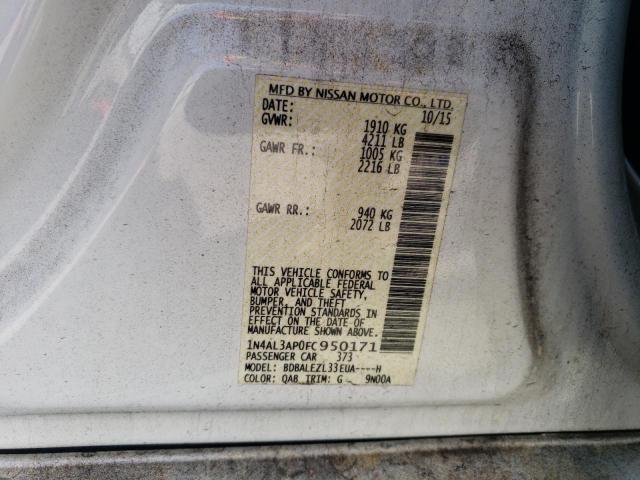 MFD BY NISSAN MOTOR CO., LTD.
DATE: 10/15
GVWR: 1910 KG
4211 LB
GAWR FR.: 1005 KG
2216 LB
GAWR RR.: 940 KG
2072 LB
THIS VEHICLE CONFORMS TO
ALL APPLICABLE FEDERAL
MOTOR VEHICLE SAFETY,
BUMPER, AND THEFT
PREVENTION STANDARDS IN
EFFECT ON THE DATE OF
MANUFACTURE SHOWN ABOVE.
1N4AL3AP0FC950171
PASSENGER CAR 373
MODEL: BDBALEZL33EUA----H
COLOR: QAB TRIM: G 9N00A